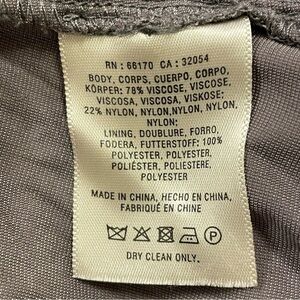 RN : 66170 CA : 32054
BODY, CORPS, CUERPO, CORPO,
KÖRPER: 78% VISCOSE, VISCOSE,
VISCOSA, VISCOSA, VISKOSE:
22% NYLON, NYLON,NYLON, NYLON,
NYLON:
LINING, DOUBLURE, FORRO,
FODERA, FUTTERSTOFF: 100%
POLYESTER, POLYESTER,
POLIÉSTER, POLIESTERE,
POLYESTER
MADE IN CHINA, HECHO EN CHINA,
FABRIQUÉ EN CHINE
P
DRY CLEAN ONLY.